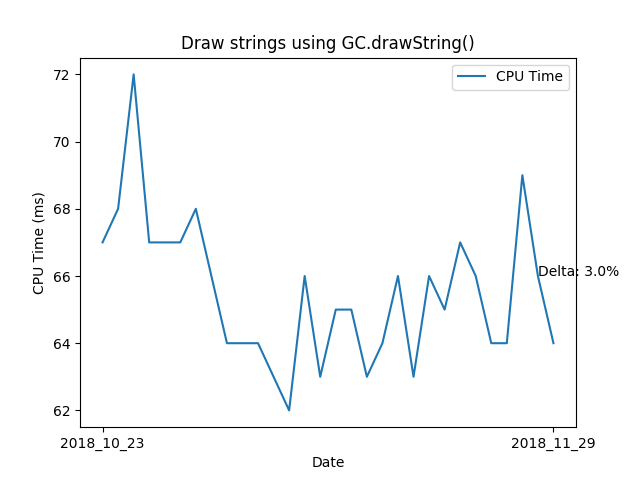 Draw strings using GC.drawString()
CPU Time
72
70
68
66
64
62
CPU Time (ms)
Delta: 3.0%
2018_10_23
2018_11_29
Date